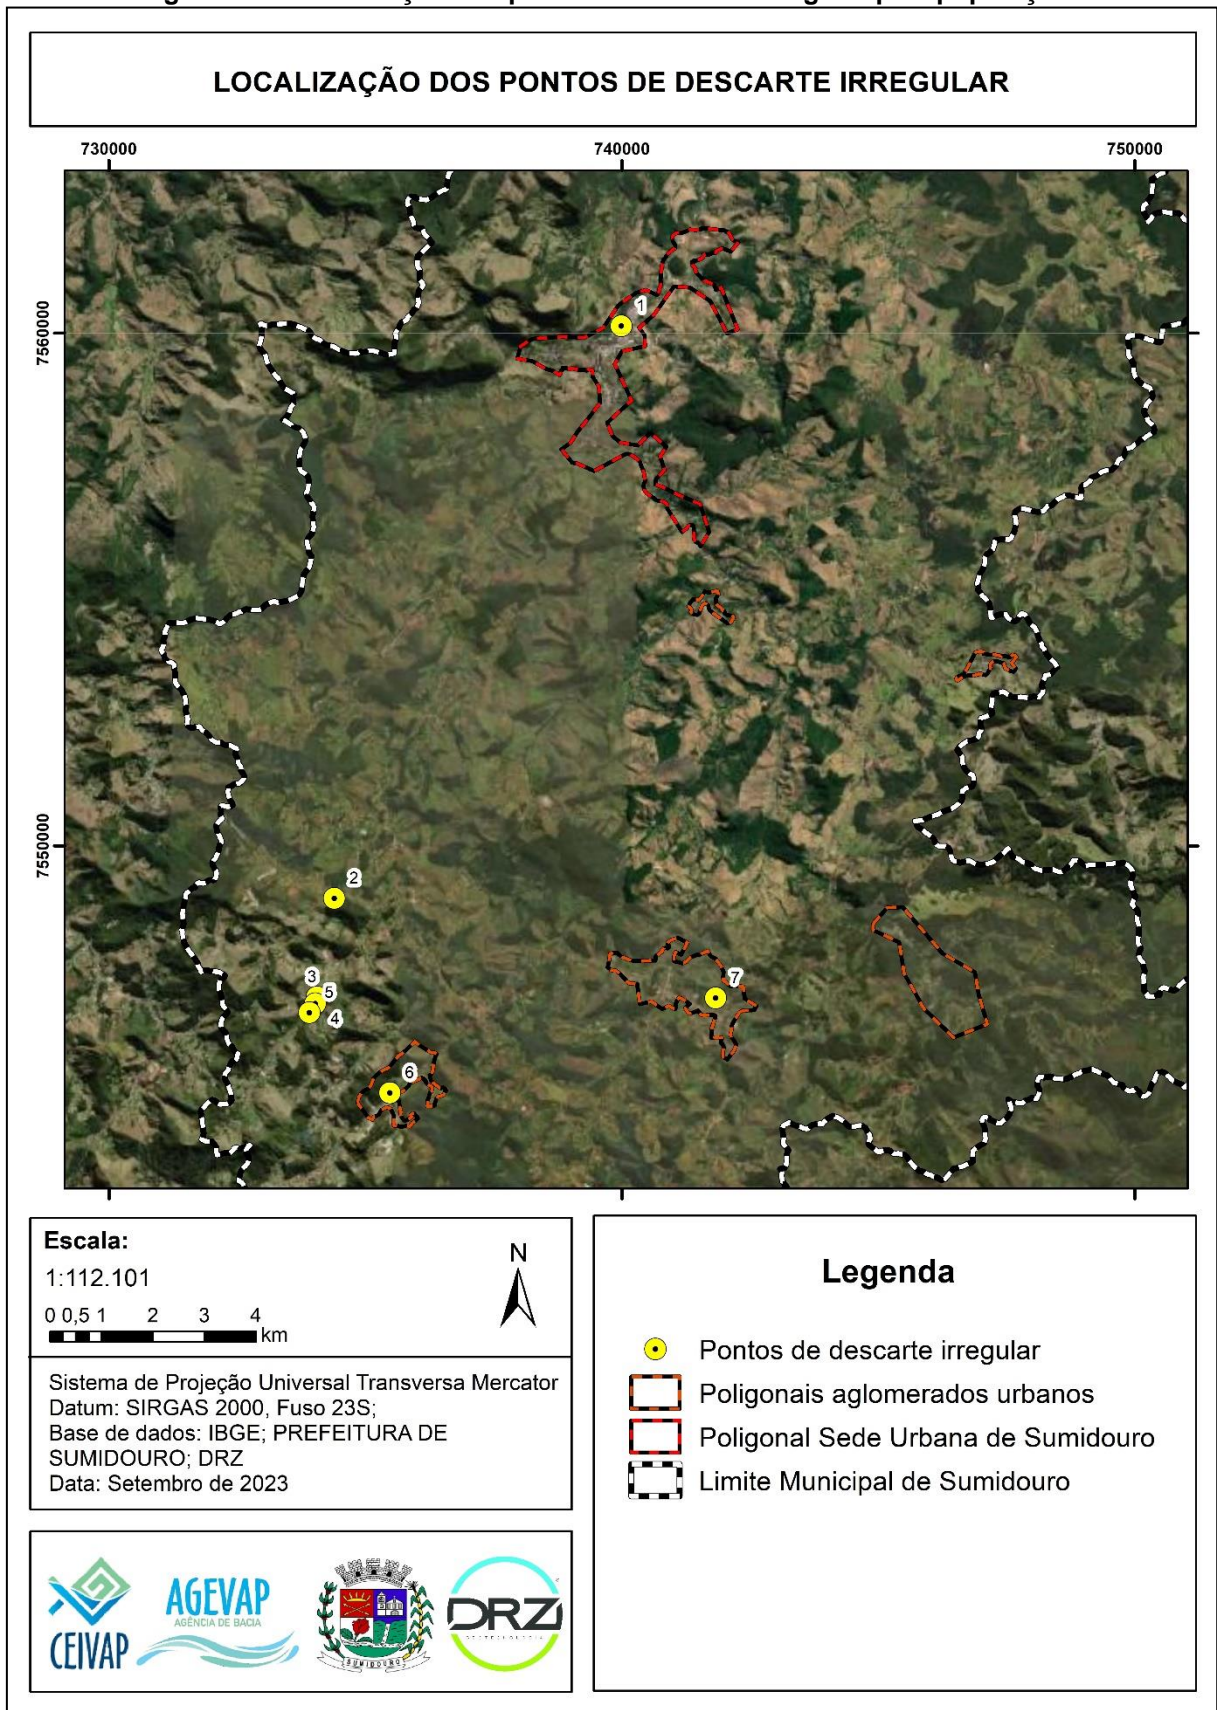 LOCALIZAÇÃO DOS PONTOS DE DESCARTE IRREGULAR
730000
740000
750000
7560000
7550000
1
2
3
5
4
6
7
Escala:
1:112.101
0 0,5 1 2 3 4
km
N
Sistema de Projeção Universal Transversa Mercator
Datum: SIRGAS 2000, Fuso 23S;
Base de dados: IBGE; PREFEITURA DE
SUMIDOURO; DRZ
Data: Setembro de 2023
Legenda
Pontos de descarte irregular
Poligonais aglomerados urbanos
Poligonal Sede Urbana de Sumidouro
Limite Municipal de Sumidouro
CEIVAP
AGEVAP
AGÊNCIA DE BACIA
SUMIDOURO
DRZ